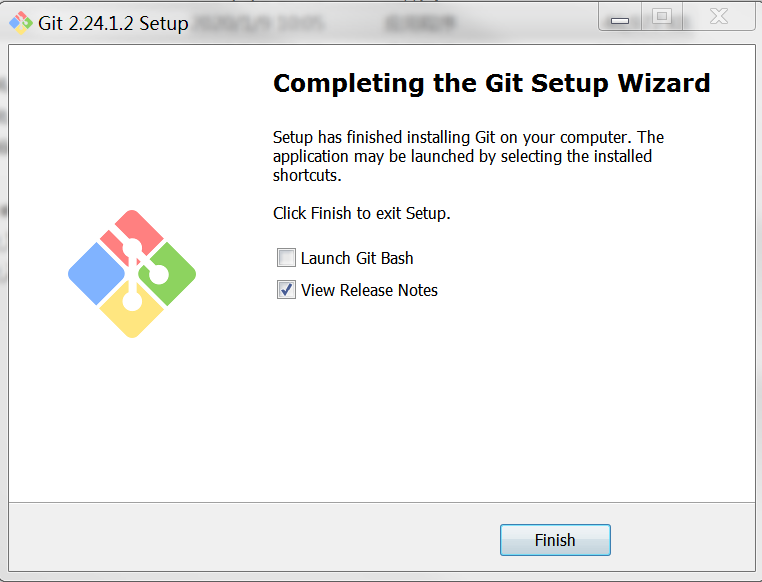 Git 2.24.1.2 Setup
Completing the Git Setup Wizard
Setup has finished installing Git on your computer. The
application may be launched by selecting the installed
shortcuts.
Click Finish to exit Setup.
Launch Git Bash
View Release Notes
Finish